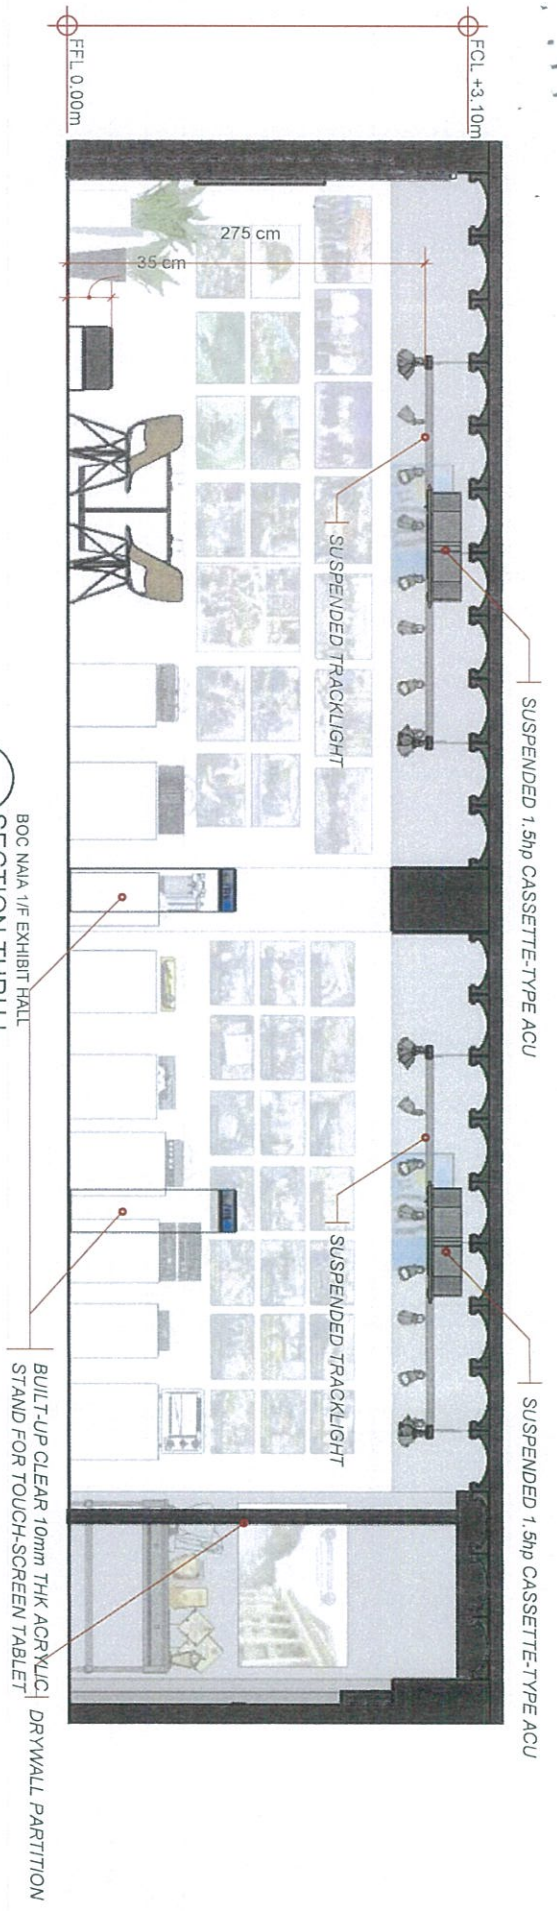 FCL +3.10m
FFL 0.00m
275 cm
35 cm
SUSPENDED 1.5hp CASSETTE-TYPE ACU
SUSPENDED 1.5hp CASSETTE-TYPE ACU
SUSPENDED TRACKLIGHT
SUSPENDED TRACKLIGHT
BUILT-UP CLEAR 10mm THK ACRYLIC
STAND FOR TOUCH-SCREEN TABLET
DRYWALL PARTITION
BOC NAIA 1/F EXHIBIT HALL
SECTION THRU